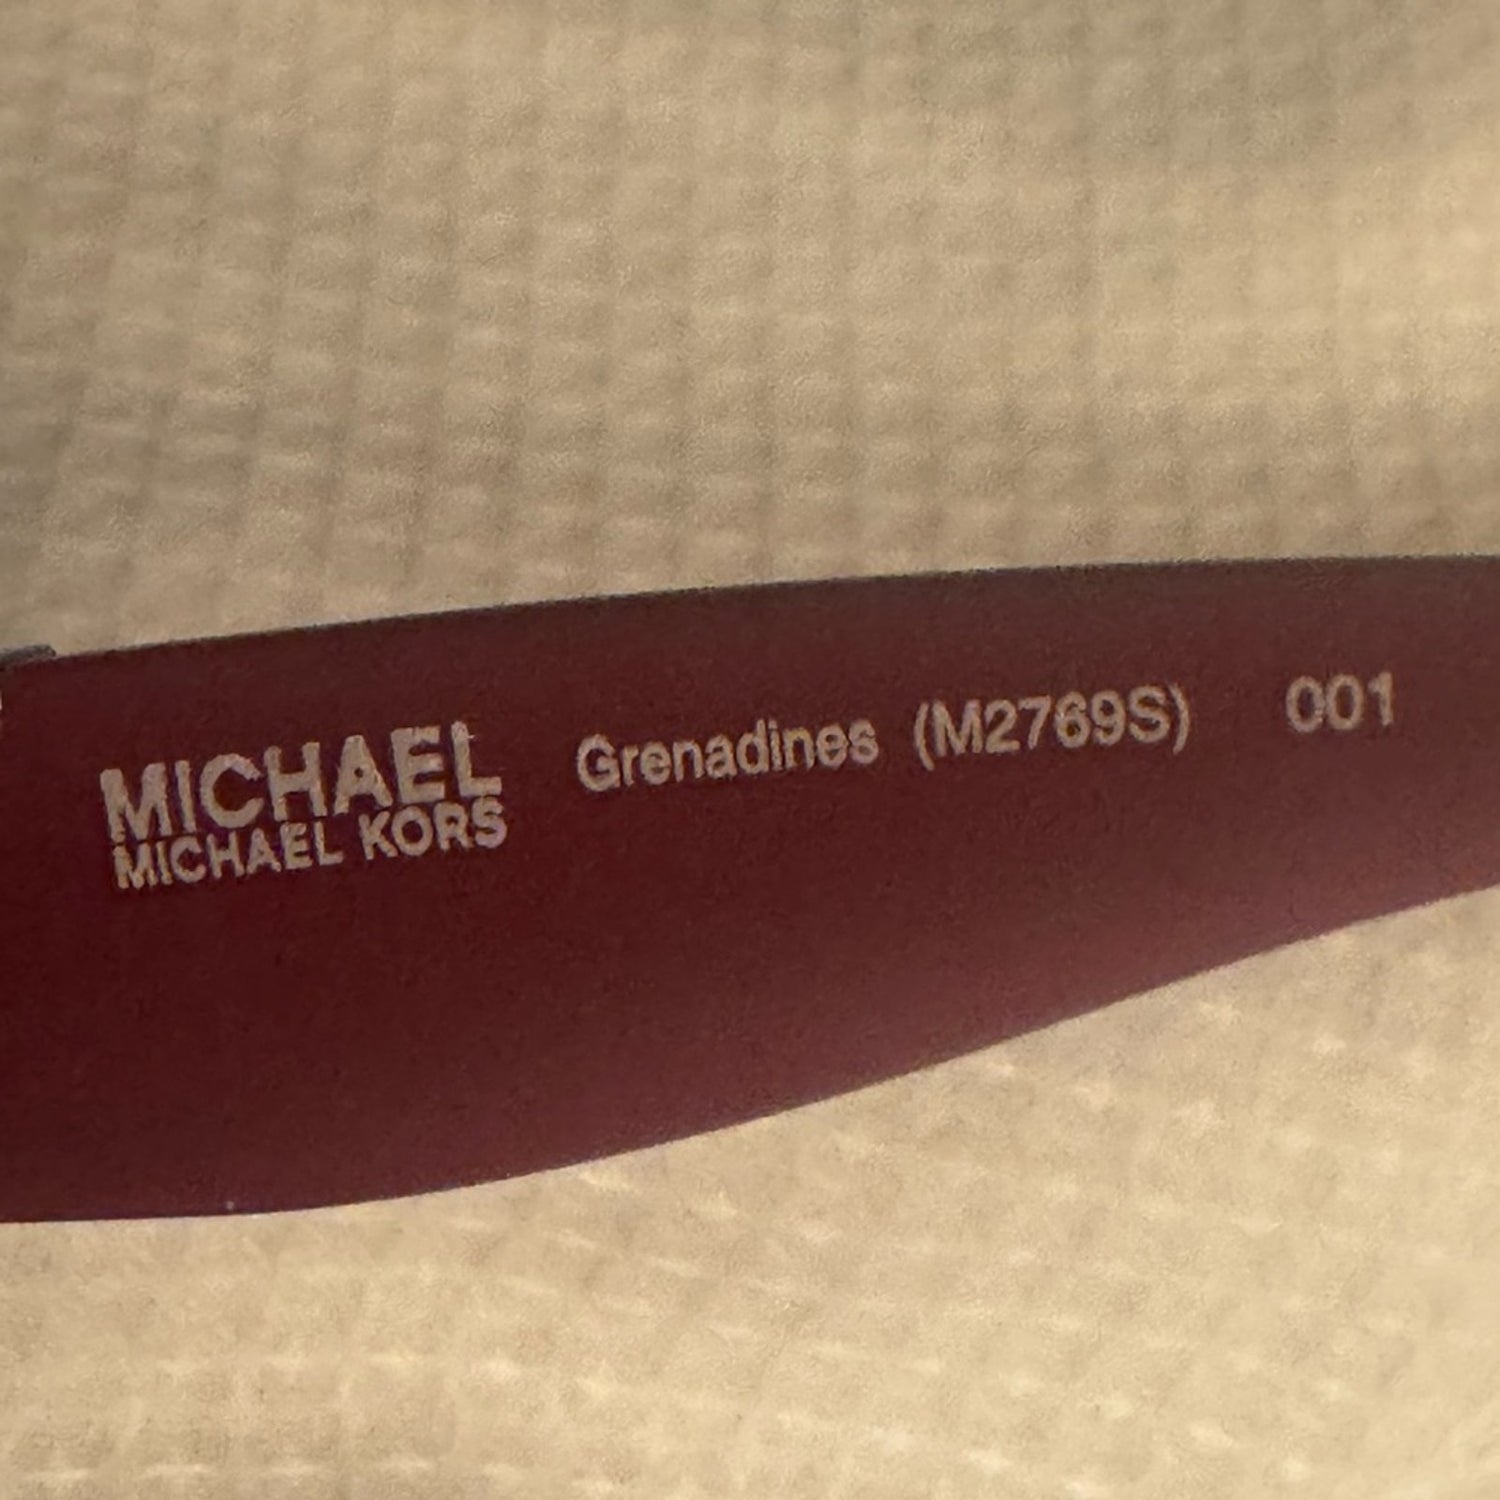 MICHAEL
MICHAEL KORS
Grenadines (M2769S) 001